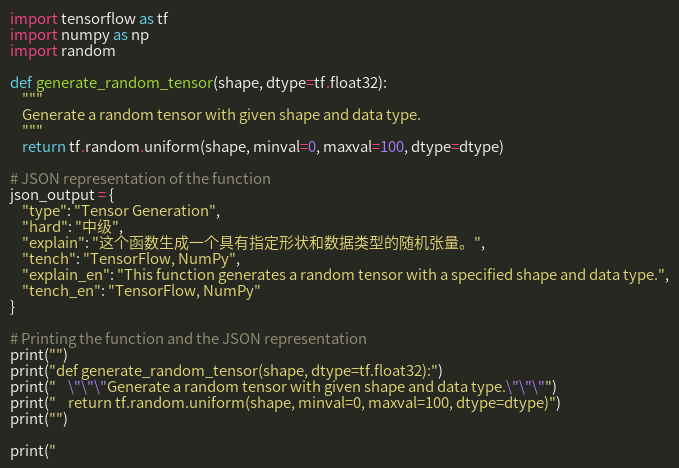 import tensorflow as tf
import numpy as np
import random

def generate_random_tensor(shape, dtype=tf.float32):
    """
    Generate a random tensor with given shape and data type.
    """
    return tf.random.uniform(shape, minval=0, maxval=100, dtype=dtype)

# JSON representation of the function
json_output = {
    "type": "Tensor Generation",
    "hard": "中级",
    "explain": "这个函数生成一个具有指定形状和数据类型的随机张量。",
    "tench": "TensorFlow, NumPy",
    "explain_en": "This function generates a random tensor with a specified shape and data type.",
    "tench_en": "TensorFlow, NumPy"
}

# Printing the function and the JSON representation
print("")
print("def generate_random_tensor(shape, dtype=tf.float32):")
print("    \"\"\"Generate a random tensor with given shape and data type.\"\"\"")
print("    return tf.random.uniform(shape, minval=0, maxval=100, dtype=dtype)")
print("")

print("